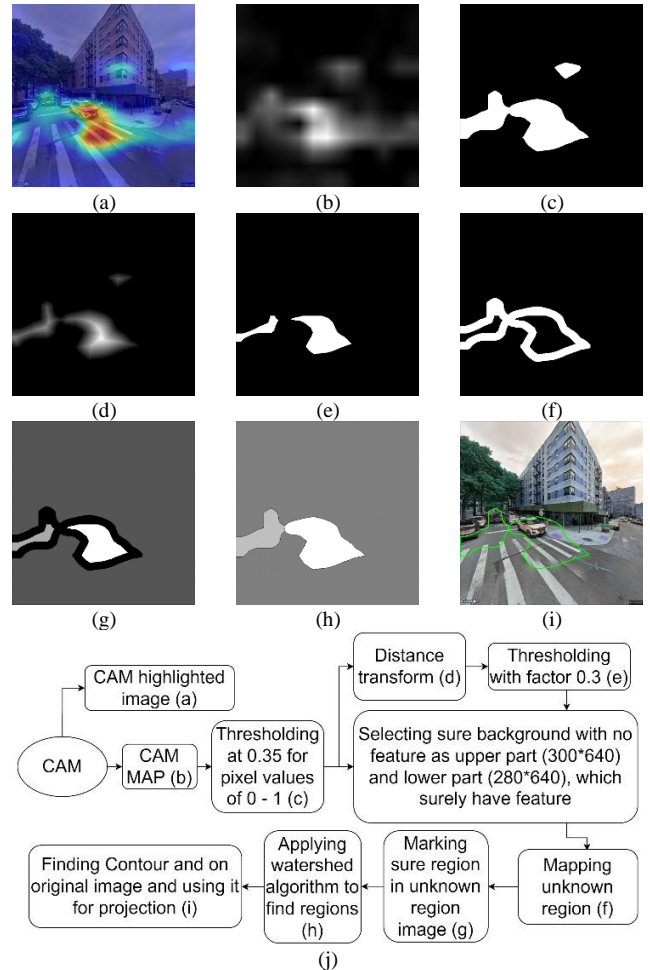 (a)
(b)
(c)
(d)
(e)
(f)
(g)
(h)
(i)
CAM highlighted
image (a)
CAM
CAM
MAP (b)
Thresholding
at 0.35 for
pixel values
of 0 - 1 (c)
Distance
transform (d)
Thresholding
with factor 0.3 (e)
Selecting sure background with no
feature as upper part (300*640)
and lower part (280*640), which
surely have feature
Mapping
unknown
region (f)
Marking
sure region
in unknown
region
image (g)
Applying
watershed
algorithm to
find regions
(h)
Finding Contour and on
original image and using it
for projection (i)
(j)